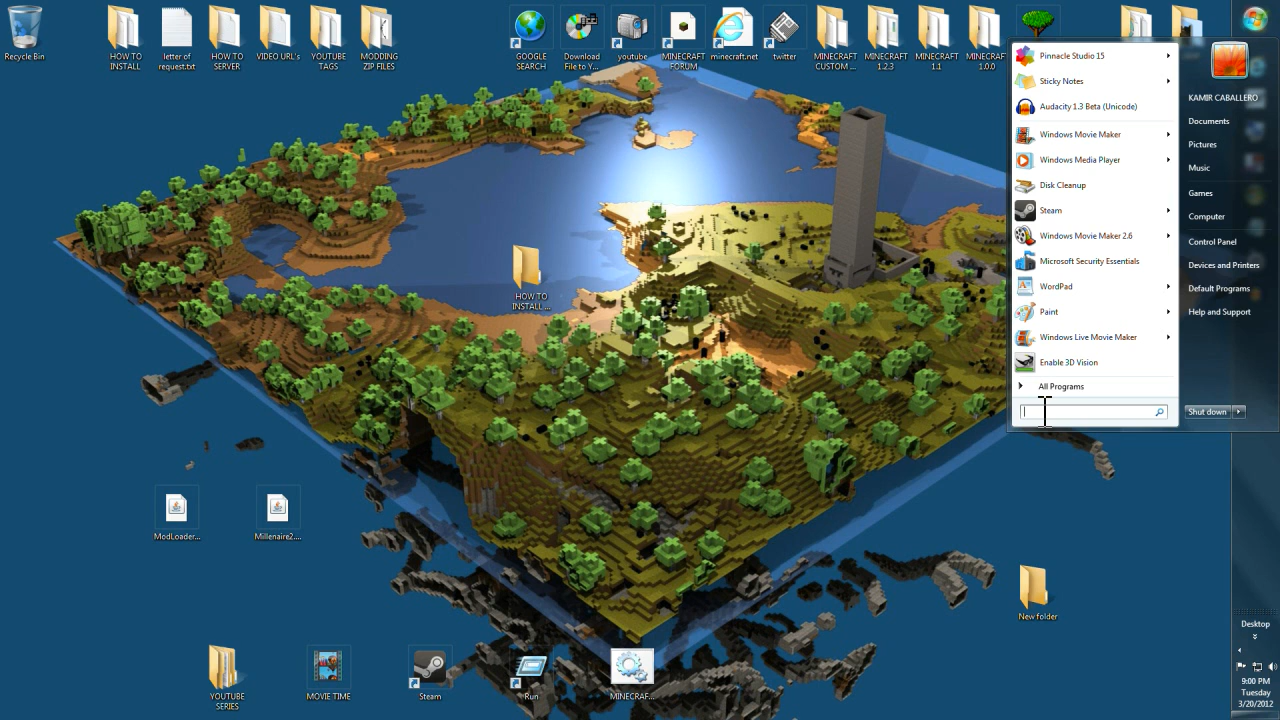 Recycle Bin
HOW TO
INSTALL
letter of
request.txt
HOW TO
SERVER
VIDEO URL's
YOUTUBE
TAGS
MODDING
ZIP FILES
GOOGLE
SEARCH
Download
File to Y...
youtube
MINECRAFT
FORUM
minecraft.net
twitter
MINECRAFT
CUSTOM ...
MINECRAFT
1.2.3
MINECRAFT
1.1
MINECRAFT
1.0.0
Pinnacle Studio 15
Sticky Notes
Audacity 1.3 Beta (Unicode)
Windows Movie Maker
Windows Media Player
Disk Cleanup
Steam
Windows Movie Maker 2.6
Microsoft Security Essentials
WordPad
Paint
Windows Live Movie Maker
Enable 3D Vision
All Programs
KAMIR CABALLERO
Documents
Pictures
Music
Games
Computer
Control Panel
Devices and Printers
Default Programs
Help and Support
Shut down
HOW TO
INSTALL ...
ModLoader...
Millenaire2....
New folder
YOUTUBE
SERIES
MOVIE TIME
Steam
Run
MINECRAF...
Desktop
9:00 PM
Tuesday
3/20/2012